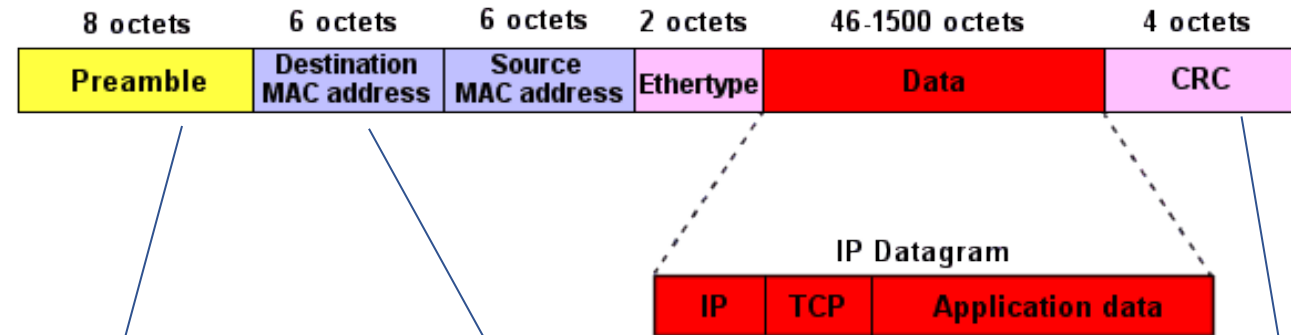 8 octets 6 octets 6 octets 2 octets 46-1500 octets 4 octets
Preamble Destination MAC address Source MAC address Ethertype Data CRC
IP Datagram
IP TCP Application data